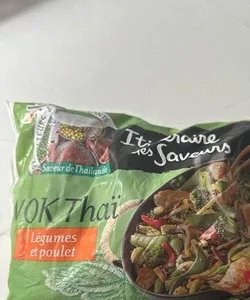 Itinéraire
des Saveurs
Saveur de Thaïlande
WOK Thaï
Légumes
et poulet